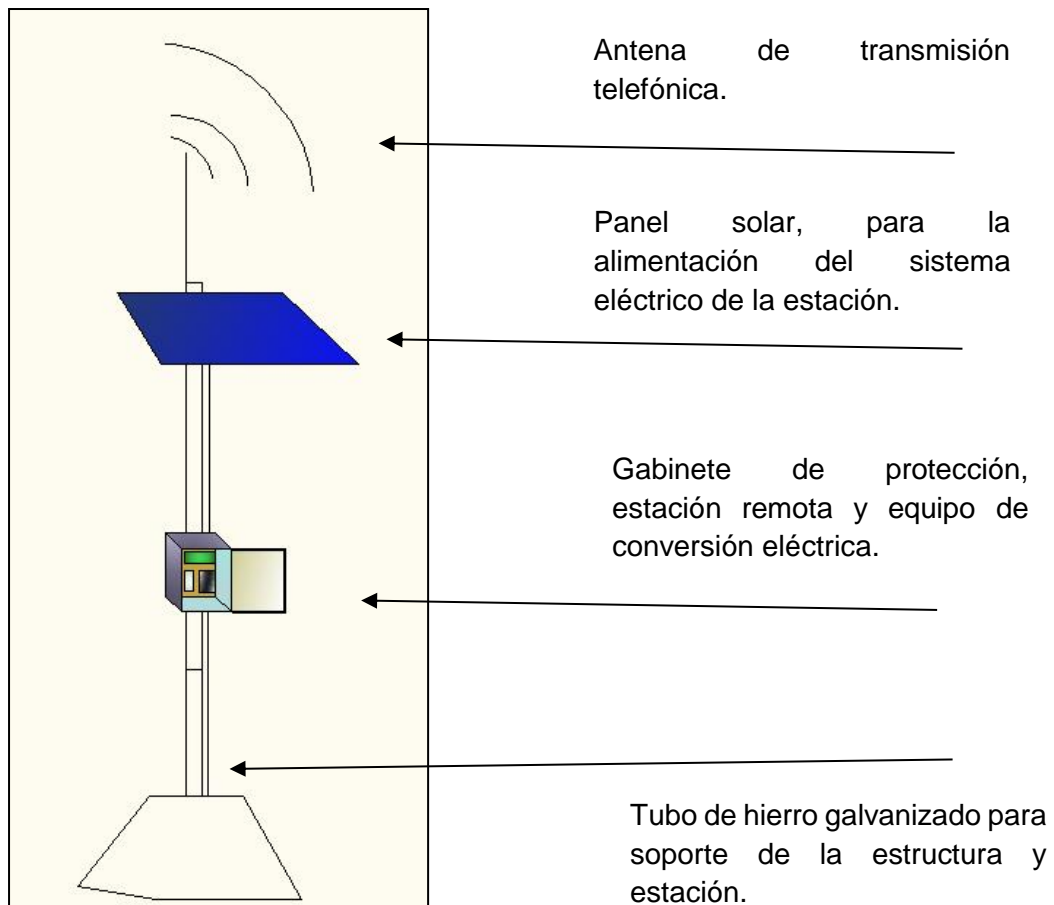 Antena de transmisión
telefónica.
Panel solar, para la
alimentación del sistema
eléctrico de la estación.
Gabinete de protección,
estación remota y equipo de
conversión eléctrica.
Tubo de hierro galvanizado para
soporte de la estructura y
estación.